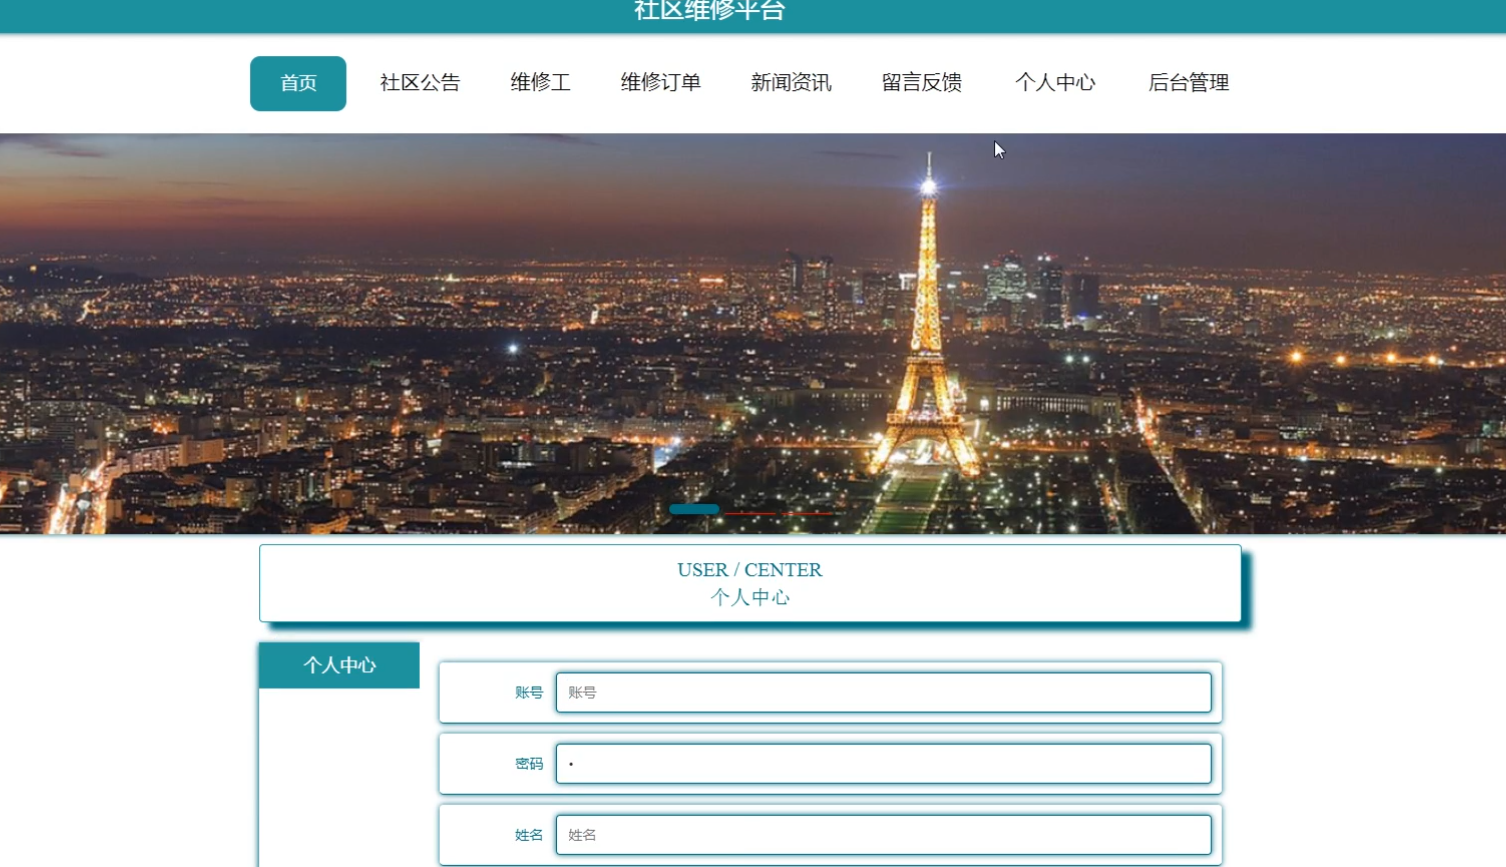 社区维修平台
首页 社区公告 维修工 维修订单 新闻资讯 留言反馈 个人中心 后台管理
USER / CENTER
个人中心
个人中心
账号 账号
密码 •
姓名 姓名